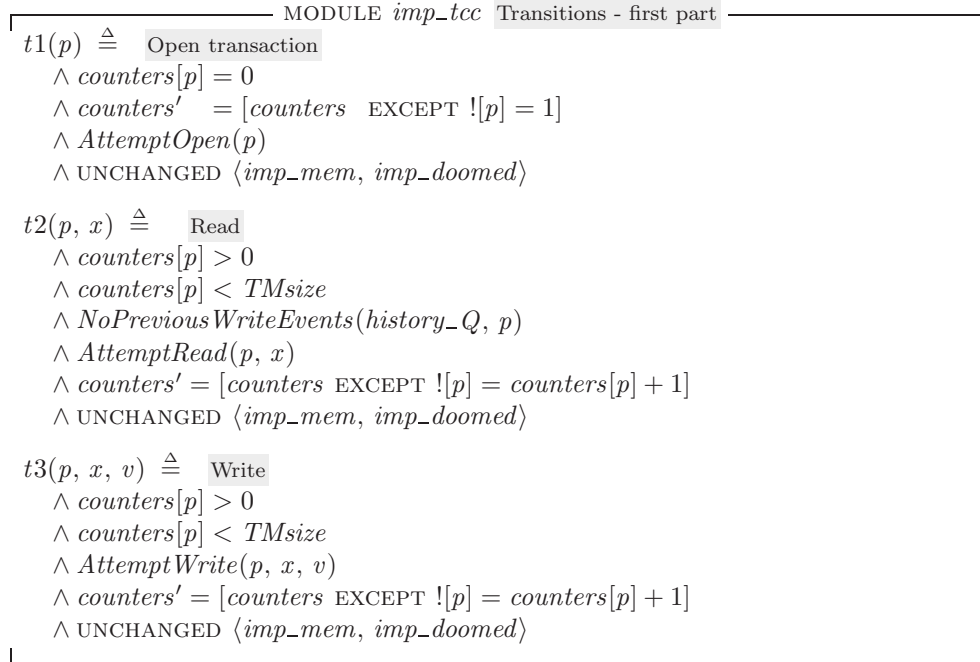 MODULE imp_tcc Transitions - first part
t1(p) ≜ Open transaction
∧ counters[p] = 0
∧ counters′ = [counters EXCEPT ![p] = 1]
∧ AttemptOpen(p)
∧ UNCHANGED ⟨imp_mem, imp_doomed⟩
t2(p, x) ≜ Read
∧ counters[p] > 0
∧ counters[p] < TMsize
∧ NoPreviousWriteEvents(history_Q, p)
∧ AttemptRead(p, x)
∧ counters′ = [counters EXCEPT ![p] = counters[p] + 1]
∧ UNCHANGED ⟨imp_mem, imp_doomed⟩
t3(p, x, v) ≜ Write
∧ counters[p] > 0
∧ counters[p] < TMsize
∧ AttemptWrite(p, x, v)
∧ counters′ = [counters EXCEPT ![p] = counters[p] + 1]
∧ UNCHANGED ⟨imp_mem, imp_doomed⟩